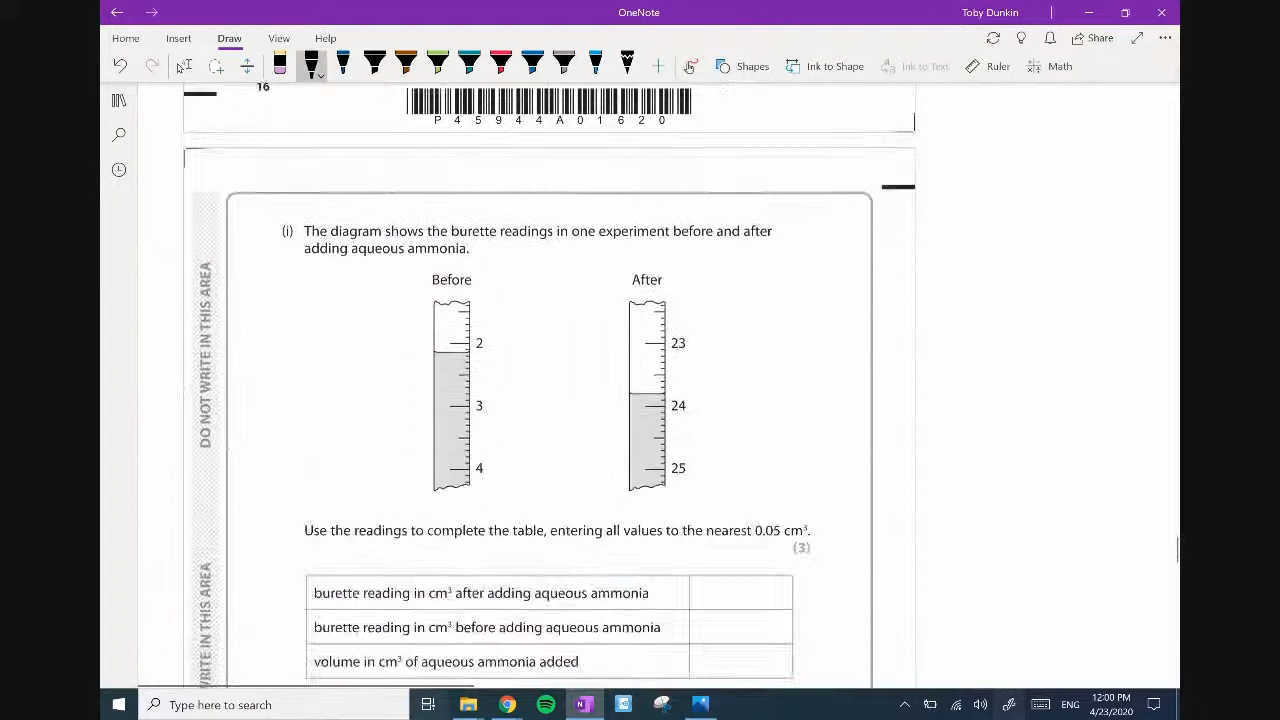 OneNote
Toby Dunkin
Home Insert Draw View Help
Share
Shapes Ink to Shape Ink to Text Ruler Math
16
P 4 5 9 4 4 A 0 1 6 2 0
DO NOT WRITE IN THIS AREA
(i) The diagram shows the burette readings in one experiment before and after
adding aqueous ammonia.
Before After
2 23
3 24
4 25
Use the readings to complete the table, entering all values to the nearest 0.05 cm³.
(3)
burette reading in cm³ after adding aqueous ammonia
burette reading in cm³ before adding aqueous ammonia
volume in cm³ of aqueous ammonia added
WRITE IN THIS AREA
Type here to search
ENG
12:00 PM
4/23/2020